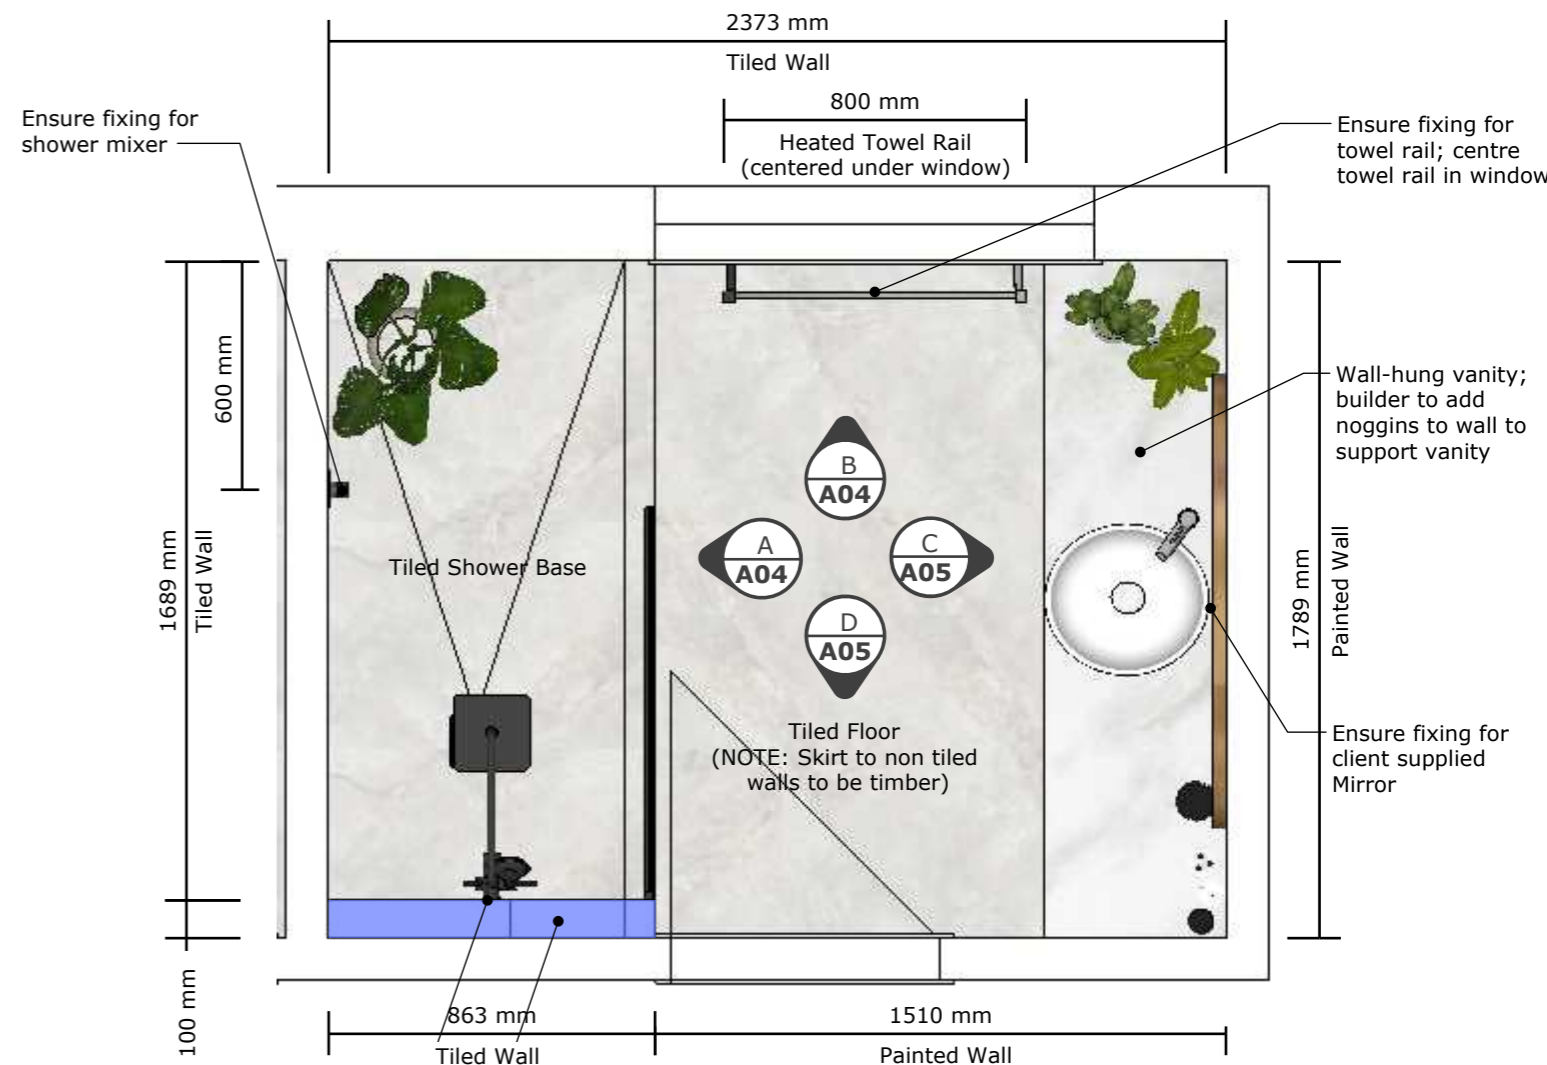 2373 mm
Tiled Wall
800 mm
Heated Towel Rail
(centered under window)
Ensure fixing for
shower mixer
Ensure fixing for
towel rail; centre
towel rail in window
600 mm
1689 mm
Tiled Wall
100 mm
Tiled Shower Base
B
A04
A
A04
C
A05
D
A05
Tiled Floor
(NOTE: Skirt to non tiled
walls to be timber)
Wall-hung vanity;
builder to add
noggins to wall to
support vanity
1789 mm
Painted Wall
Ensure fixing for
client supplied
Mirror
863 mm
Tiled Wall
1510 mm
Painted Wall